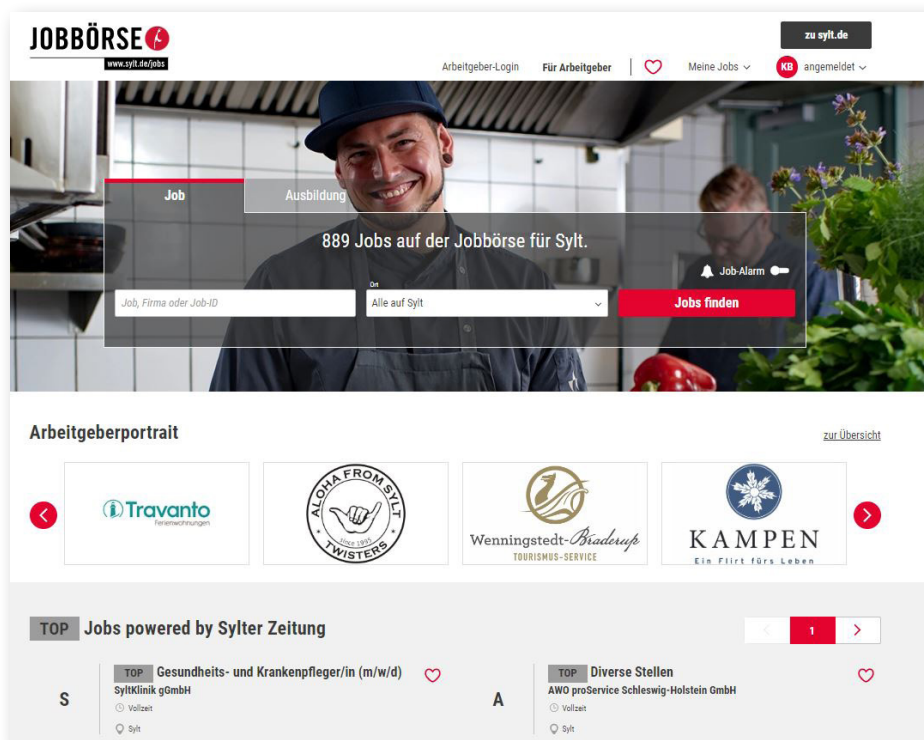 JOBBÖRSE
www.sylt.de/jobs
zu sylt.de
Arbeitgeber-Login
Für Arbeitgeber
Meine Jobs
KB
angemeldet
Job
Ausbildung
889 Jobs auf der Jobbörse für Sylt.
Job-Alarm
Job, Firma oder Job-ID
Ort
Alle auf Sylt
Jobs finden
Arbeitgeberportrait
zur Übersicht
Travanto
Ferienwohnungen
ALOHA FROM SYLT
since 1995
TWISTERS
Wenningstedt-Braderup
TOURISMUS-SERVICE
KAMPEN
Ein Flirt fürs Leben
TOP Jobs powered by Sylter Zeitung
1
S
TOP Gesundheits- und Krankenpfleger/in (m/w/d)
SyltKlinik gGmbH
Vollzeit
Sylt
A
TOP Diverse Stellen
AWO proService Schleswig-Holstein GmbH
Vollzeit
Sylt